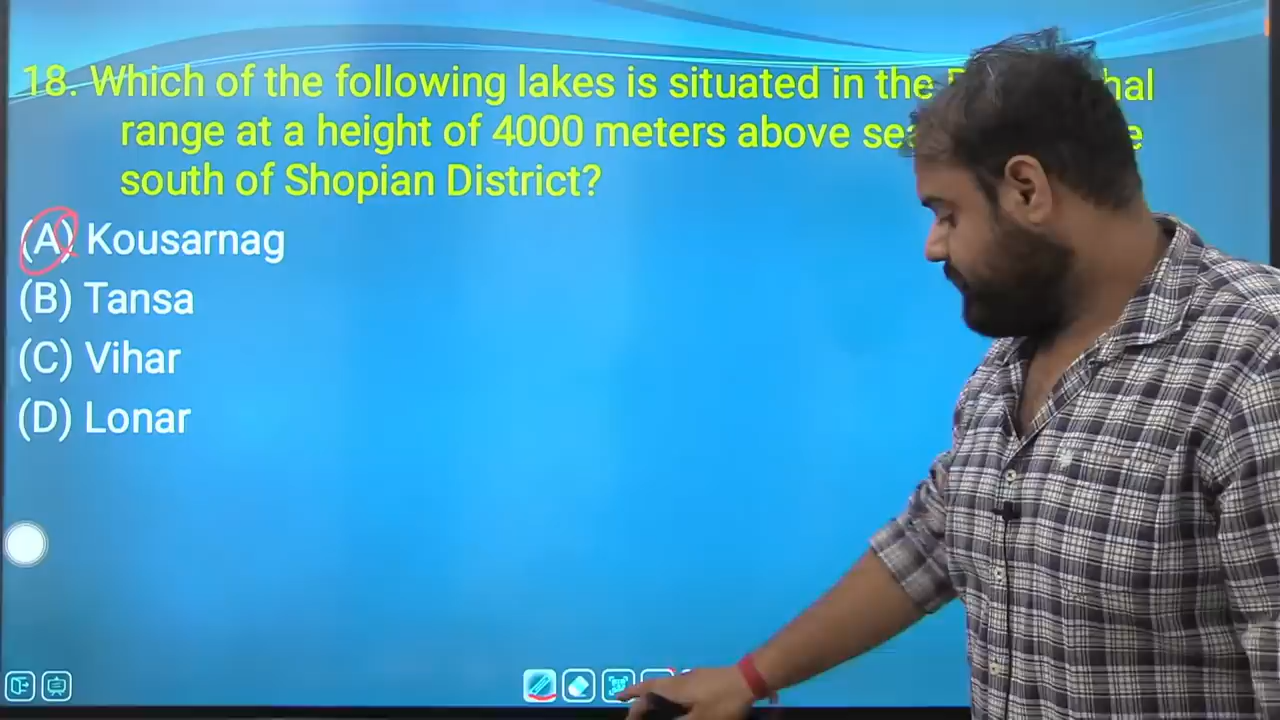 18. Which of the following lakes is situated in the
range at a height of 4000 meters above
south of Shopian District?
(A) Kousarnag
(B) Tansa
(C) Vihar
(D) Lonar